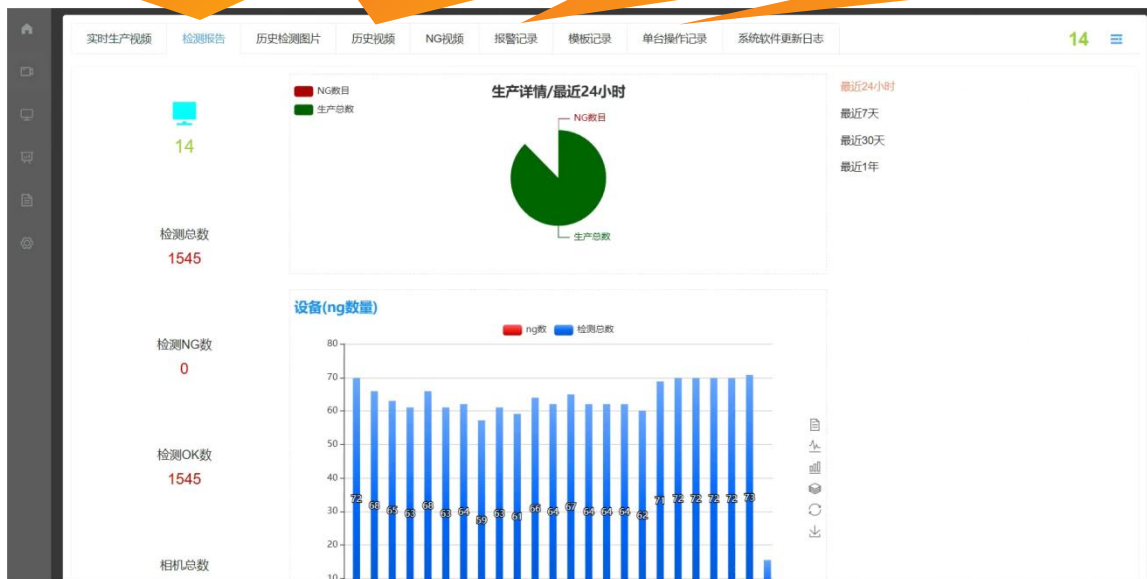 实时生产视频 检测报告 历史检测图片 历史视频 NG视频 报警记录 模板记录 单台操作记录 系统软件更新日志 14
14
检测总数
1545
检测NG数
0
检测OK数
1545
相机总数
NG数目
生产总数
生产详情/最近24小时
NG数目
生产总数
最近24小时
最近7天
最近30天
最近1年
设备(ng数量)
ng数 检测总数
80
70
60
50
40
30
20
10
72 68 65 63 68 63 64 59 63 61 66 64 67 64 64 64 62 71 72 72 72 72 73